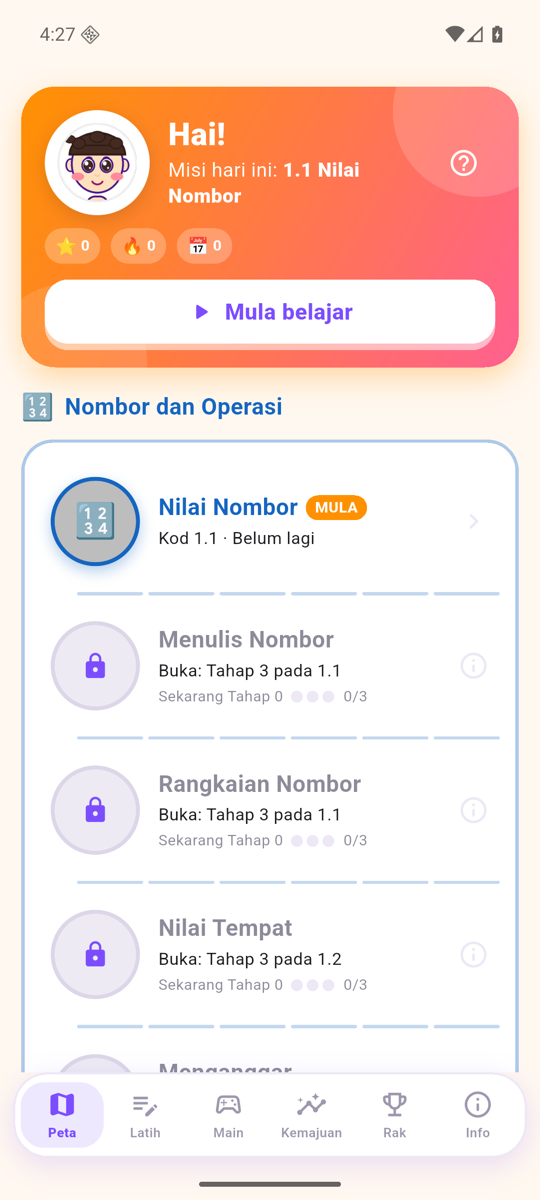 4:27
Hai!
Misi hari ini: 1.1 Nilai
Nombor
0 0 0
Mula belajar
Nombor dan Operasi
Nilai Nombor MULA
Kod 1.1 · Belum lagi
Menulis Nombor
Buka: Tahap 3 pada 1.1
Sekarang Tahap 0 0/3
Rangkaian Nombor
Buka: Tahap 3 pada 1.1
Sekarang Tahap 0 0/3
Nilai Tempat
Buka: Tahap 3 pada 1.2
Sekarang Tahap 0 0/3
Menganggar
Peta Latih Main Kemajuan Rak Info